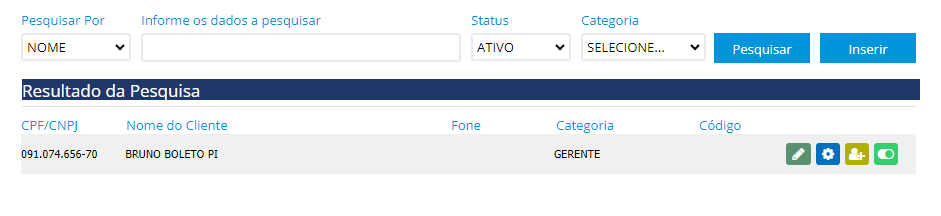 Pesquisar Por Informe os dados a pesquisar Status Categoria
NOME ATIVO SELECIONE... Pesquisar Inserir
Resultado da Pesquisa
CPF/CNPJ Nome do Cliente Fone Categoria Código
091.074.656-70 BRUNO BOLETO PI GERENTE